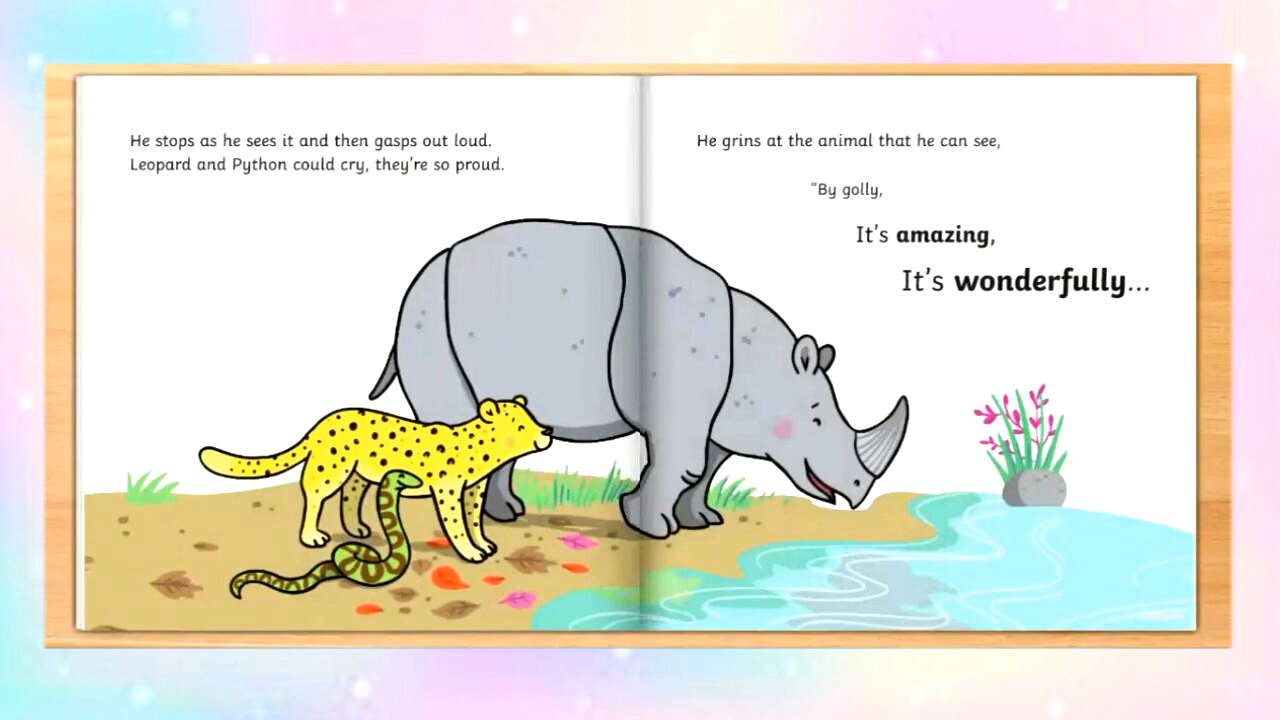 He stops as he sees it and then gasps out loud.
Leopard and Python could cry, they're so proud.
He grins at the animal that he can see,
"By golly,
It's amazing,
It's wonderfully...